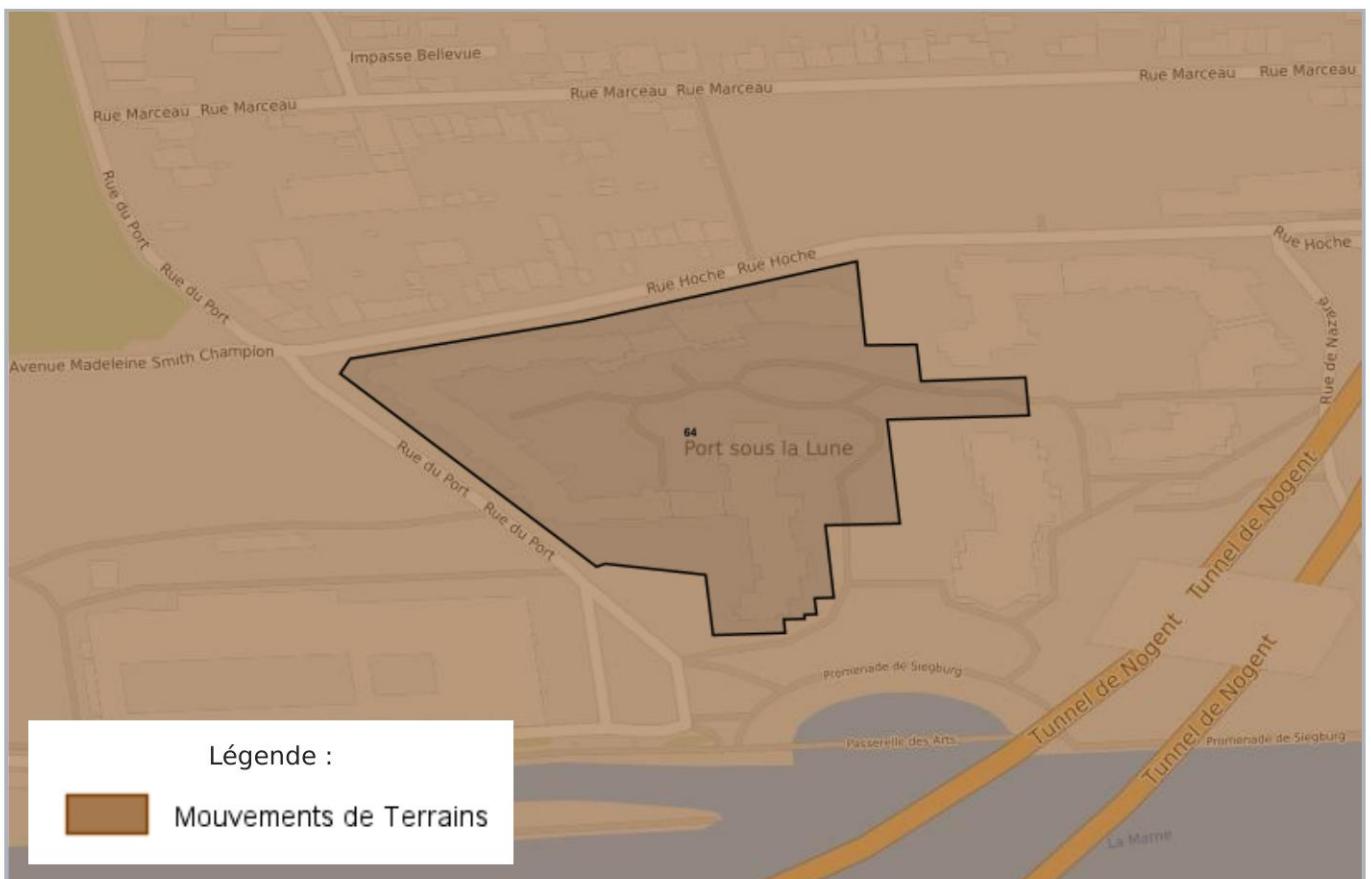 Impasse Bellevue
Rue Marceau Rue Marceau
Rue Marceau Rue Marceau
Rue Marceau Rue Marceau
Rue du Port
Rue du Port
Rue Hoche Rue Hoche
Rue Hoche
Rue de Nazaré
Avenue Madeleine Smith Champion
64
Port sous la Lune
Rue du Port
Rue du Port
Tunnel de Nogent
Tunnel de Nogent
Tunnel de Nogent
Promenade de Siegburg
Passerelle des Arts
Promenade de Siegburg
La Marne
Légende :
Mouvements de Terrains